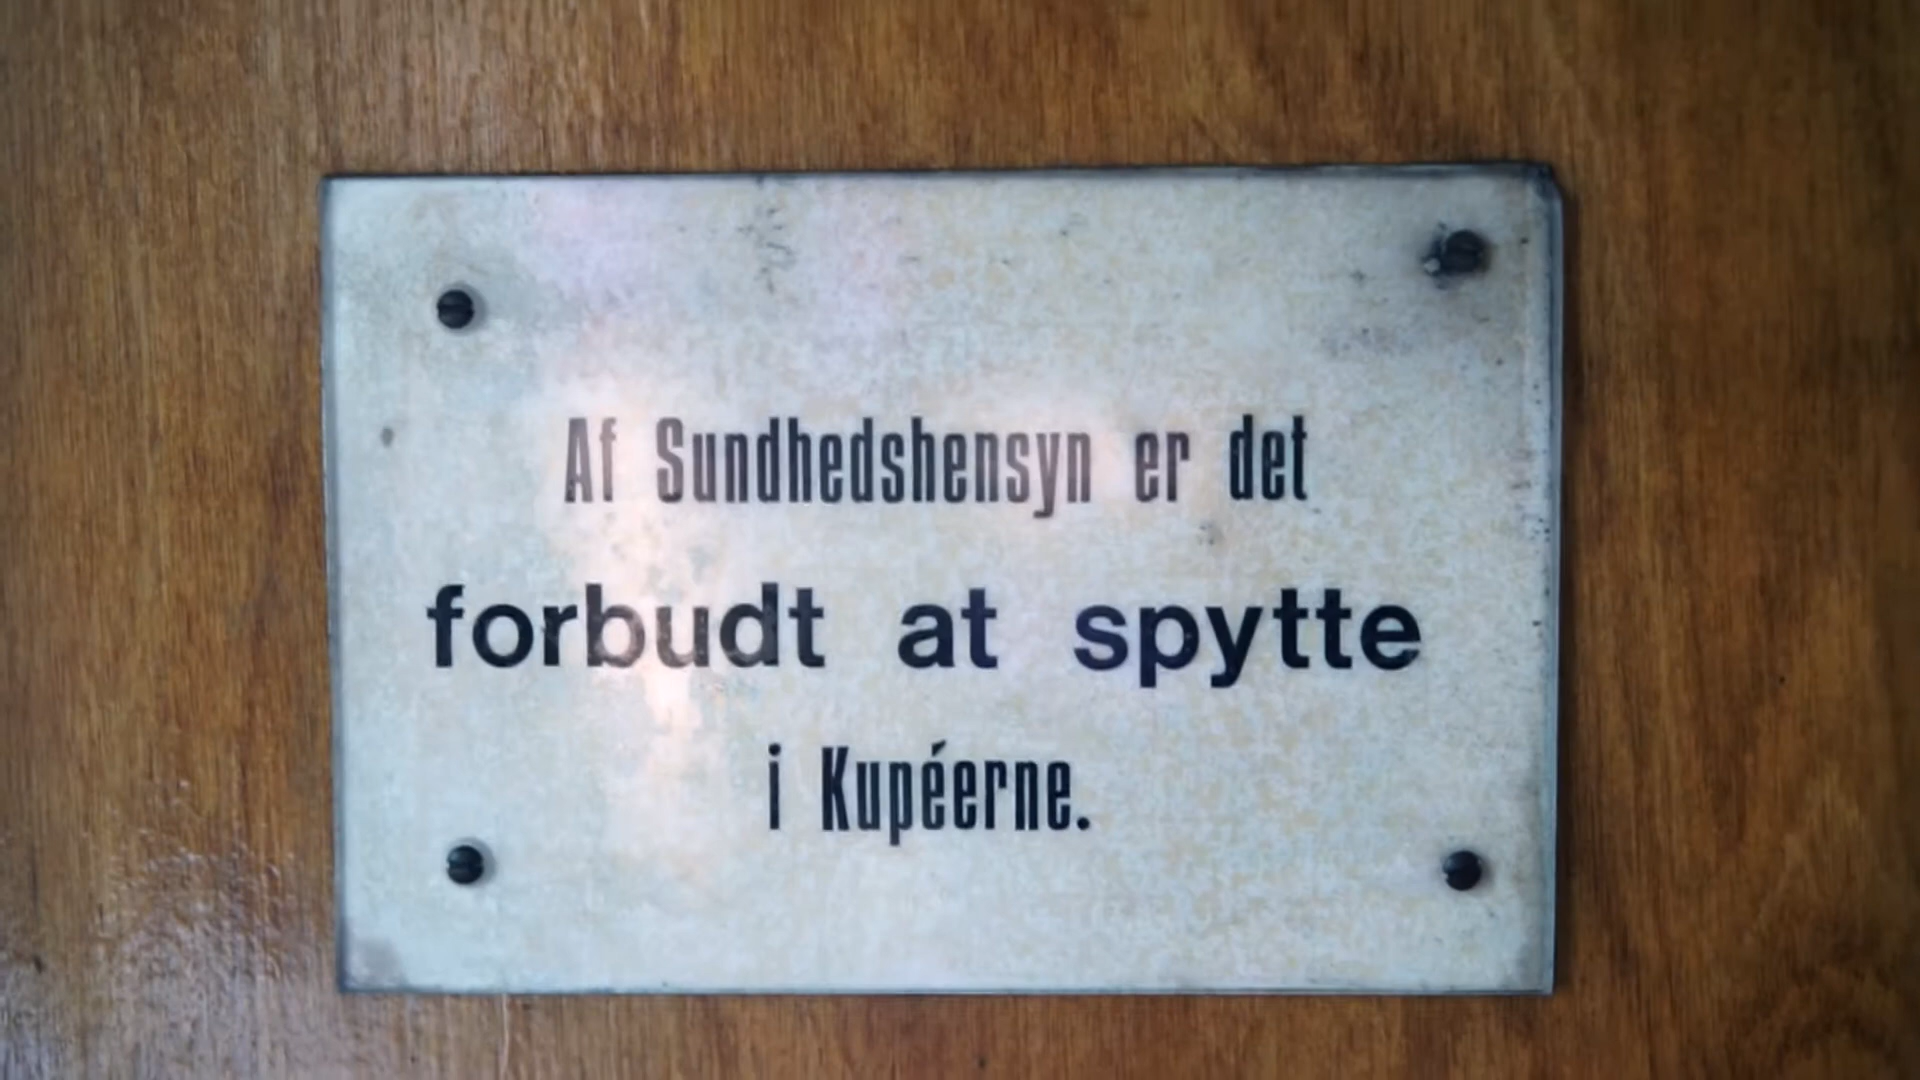 Af Sundhedshensyn er det
forbudt at spytte
i Kupéerne.